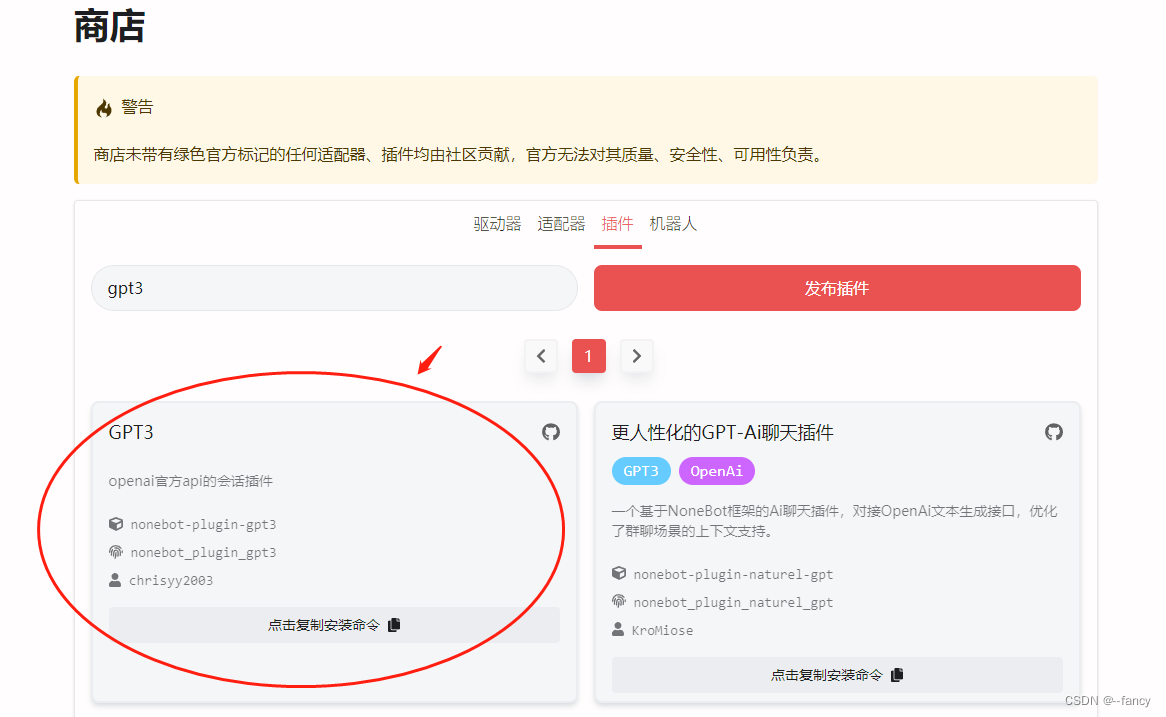 商店
警告
商店未带有绿色官方标记的任何适配器、插件均由社区贡献，官方无法对其质量、安全性、可用性负责。
驱动器 适配器 插件 机器人
gpt3
发布插件
1
GPT3
openai官方api的会话插件
nonebot-plugin-gpt3
nonebot_plugin_gpt3
chrisyy2003
点击复制安装命令
更人性化的GPT-Ai聊天插件
GPT3 OpenAi
一个基于NoneBot框架的Ai聊天插件，对接OpenAi文本生成接口，优化
了群聊场景的上下文支持。
nonebot-plugin-naturel-gpt
nonebot_plugin_naturel_gpt
KroMiose
点击复制安装命令
CSDN @--fancy